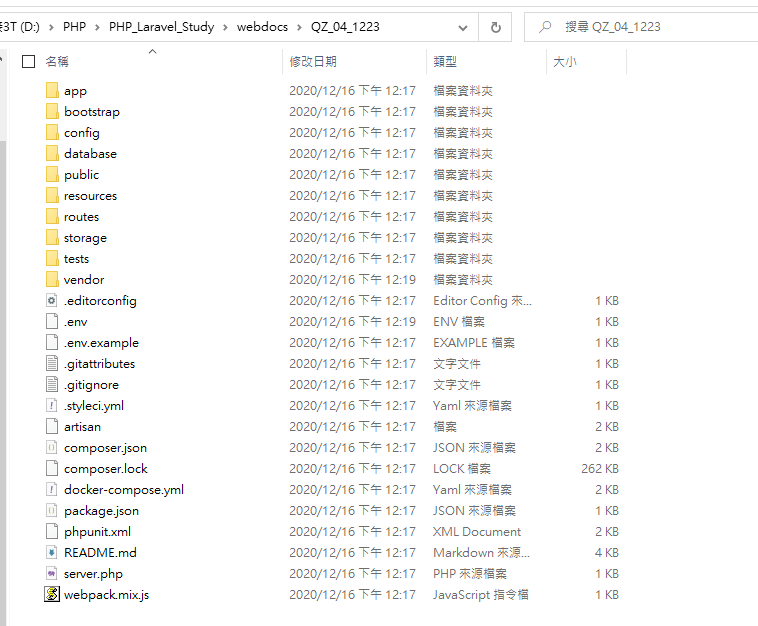 接3T (D:) › PHP › PHP_Laravel_Study › webdocs › QZ_04_1223 搜尋 QZ_04_1223
名稱 修改日期 類型 大小
app 2020/12/16 下午 12:17 檔案資料夾
bootstrap 2020/12/16 下午 12:17 檔案資料夾
config 2020/12/16 下午 12:17 檔案資料夾
database 2020/12/16 下午 12:17 檔案資料夾
public 2020/12/16 下午 12:17 檔案資料夾
resources 2020/12/16 下午 12:17 檔案資料夾
routes 2020/12/16 下午 12:17 檔案資料夾
storage 2020/12/16 下午 12:17 檔案資料夾
tests 2020/12/16 下午 12:17 檔案資料夾
vendor 2020/12/16 下午 12:19 檔案資料夾
.editorconfig 2020/12/16 下午 12:17 Editor Config 來... 1 KB
.env 2020/12/16 下午 12:19 ENV 檔案 1 KB
.env.example 2020/12/16 下午 12:17 EXAMPLE 檔案 1 KB
.gitattributes 2020/12/16 下午 12:17 文字文件 1 KB
.gitignore 2020/12/16 下午 12:17 文字文件 1 KB
.styleci.yml 2020/12/16 下午 12:17 Yaml 來源檔案 1 KB
artisan 2020/12/16 下午 12:17 檔案 2 KB
composer.json 2020/12/16 下午 12:17 JSON 來源檔案 2 KB
composer.lock 2020/12/16 下午 12:17 LOCK 檔案 262 KB
docker-compose.yml 2020/12/16 下午 12:17 Yaml 來源檔案 2 KB
package.json 2020/12/16 下午 12:17 JSON 來源檔案 1 KB
phpunit.xml 2020/12/16 下午 12:17 XML Document 2 KB
README.md 2020/12/16 下午 12:17 Markdown 來源... 4 KB
server.php 2020/12/16 下午 12:17 PHP 來源檔案 1 KB
webpack.mix.js 2020/12/16 下午 12:17 JavaScript 指令檔 1 KB